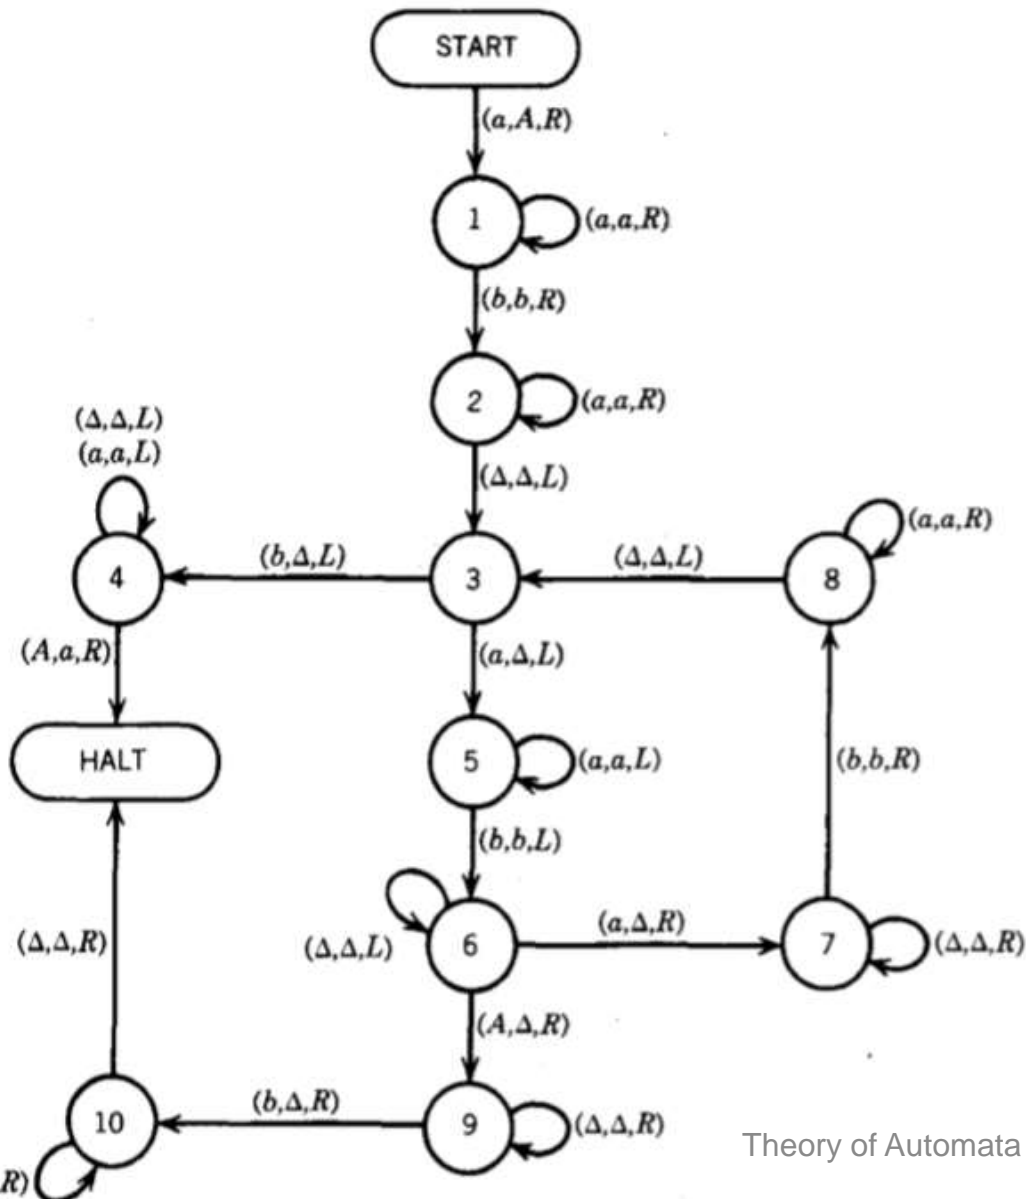 START
(a,A,R)
1
(a,a,R)
(b,b,R)
2
(a,a,R)
(Δ,Δ,L)
(a,a,L)
(Δ,Δ,L)
(a,a,R)
4
(b,Δ,L)
3
(Δ,Δ,L)
8
(A,a,R)
(a,Δ,L)
HALT
5
(a,a,L)
(b,b,R)
(b,b,L)
(Δ,Δ,R)
(Δ,Δ,L)
6
(a,Δ,R)
7
(Δ,Δ,R)
(A,Δ,R)
10
(b,Δ,R)
9
(Δ,Δ,R)
Theory of Automata
R)